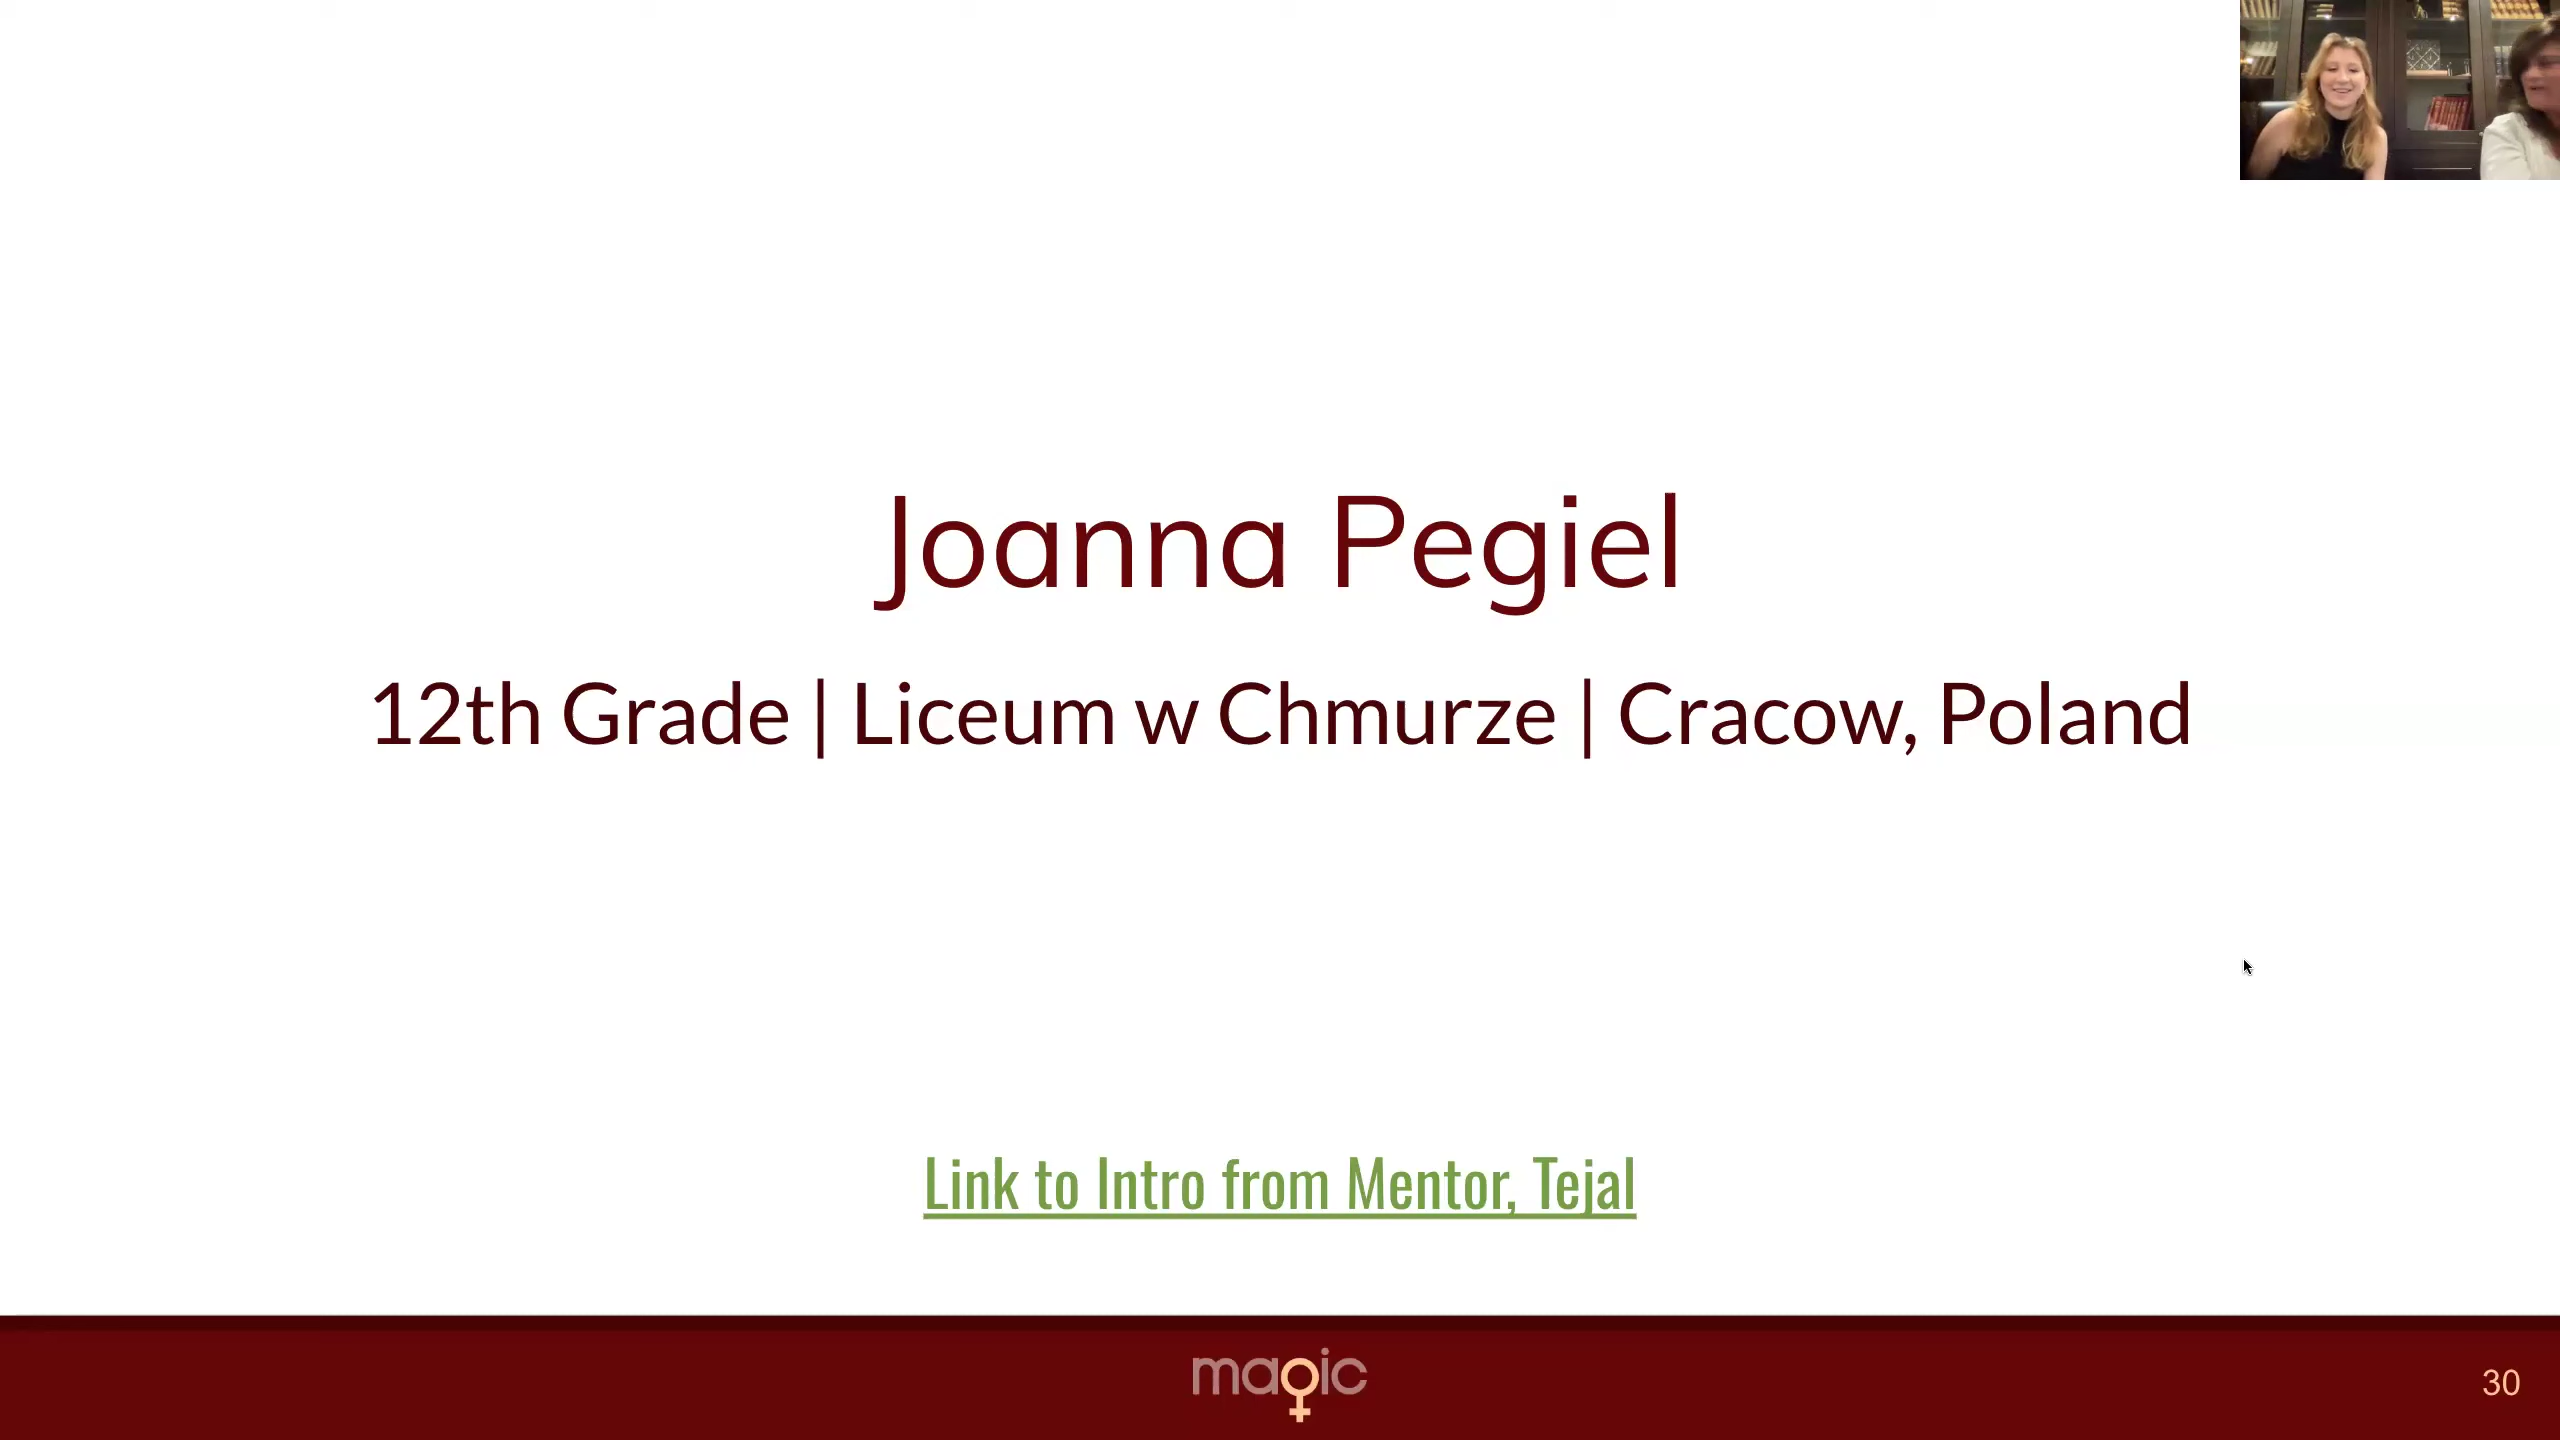 Joanna Pegiel
12th Grade | Liceum w Chmurze | Cracow, Poland
Link to Intro from Mentor, Tejal
magic
30